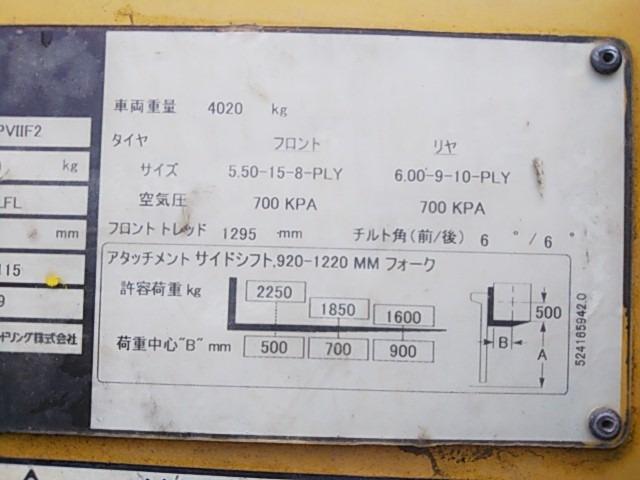 車両重量 4020 kg
タイヤ フロント リヤ
サイズ 5.50-15-8-PLY 6.00-9-10-PLY
空気圧 700 KPA 700 KPA
フロント トレッド 1295 mm チルト角(前/後) 6 ° / 6 °
アタッチメント サイドシフト,920-1220 MM フォーク
許容荷重 kg 2250 1850 1600
荷重中心"B" mm 500 700 900
500
B
A
524165942.0
PVIIF2
kg
FL
mm
115
9
ドリング株式会社